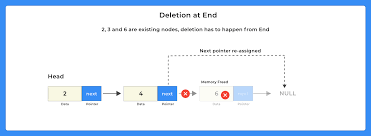 Deletion at End
2, 3 and 6 are existing nodes, deletion has to happen from End
Next pointer re-assigned
Head
Memory Freed
2 next 4 next 6 next NULL
Data Pointer Data Pointer Data Pointer